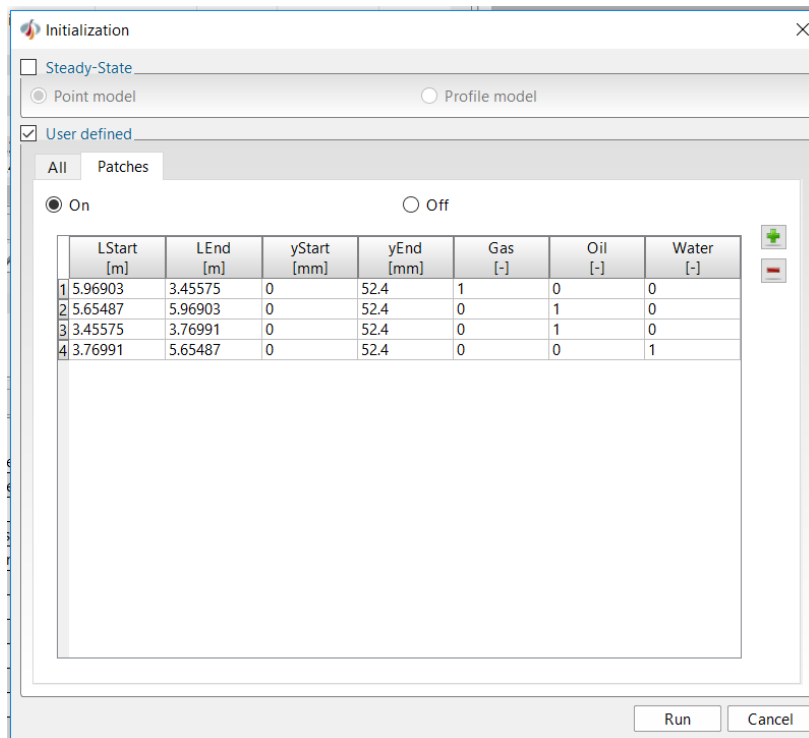 Initialization
Steady-State
Point model Profile model
User defined
All Patches
On Off
LStart LEnd yStart yEnd Gas Oil Water
[m] [m] [mm] [mm] [-] [-] [-]
1 5.96903 3.45575 0 52.4 1 0 0
2 5.65487 5.96903 0 52.4 0 1 0
3 3.45575 3.76991 0 52.4 0 1 0
4 3.76991 5.65487 0 52.4 0 0 1
Run Cancel